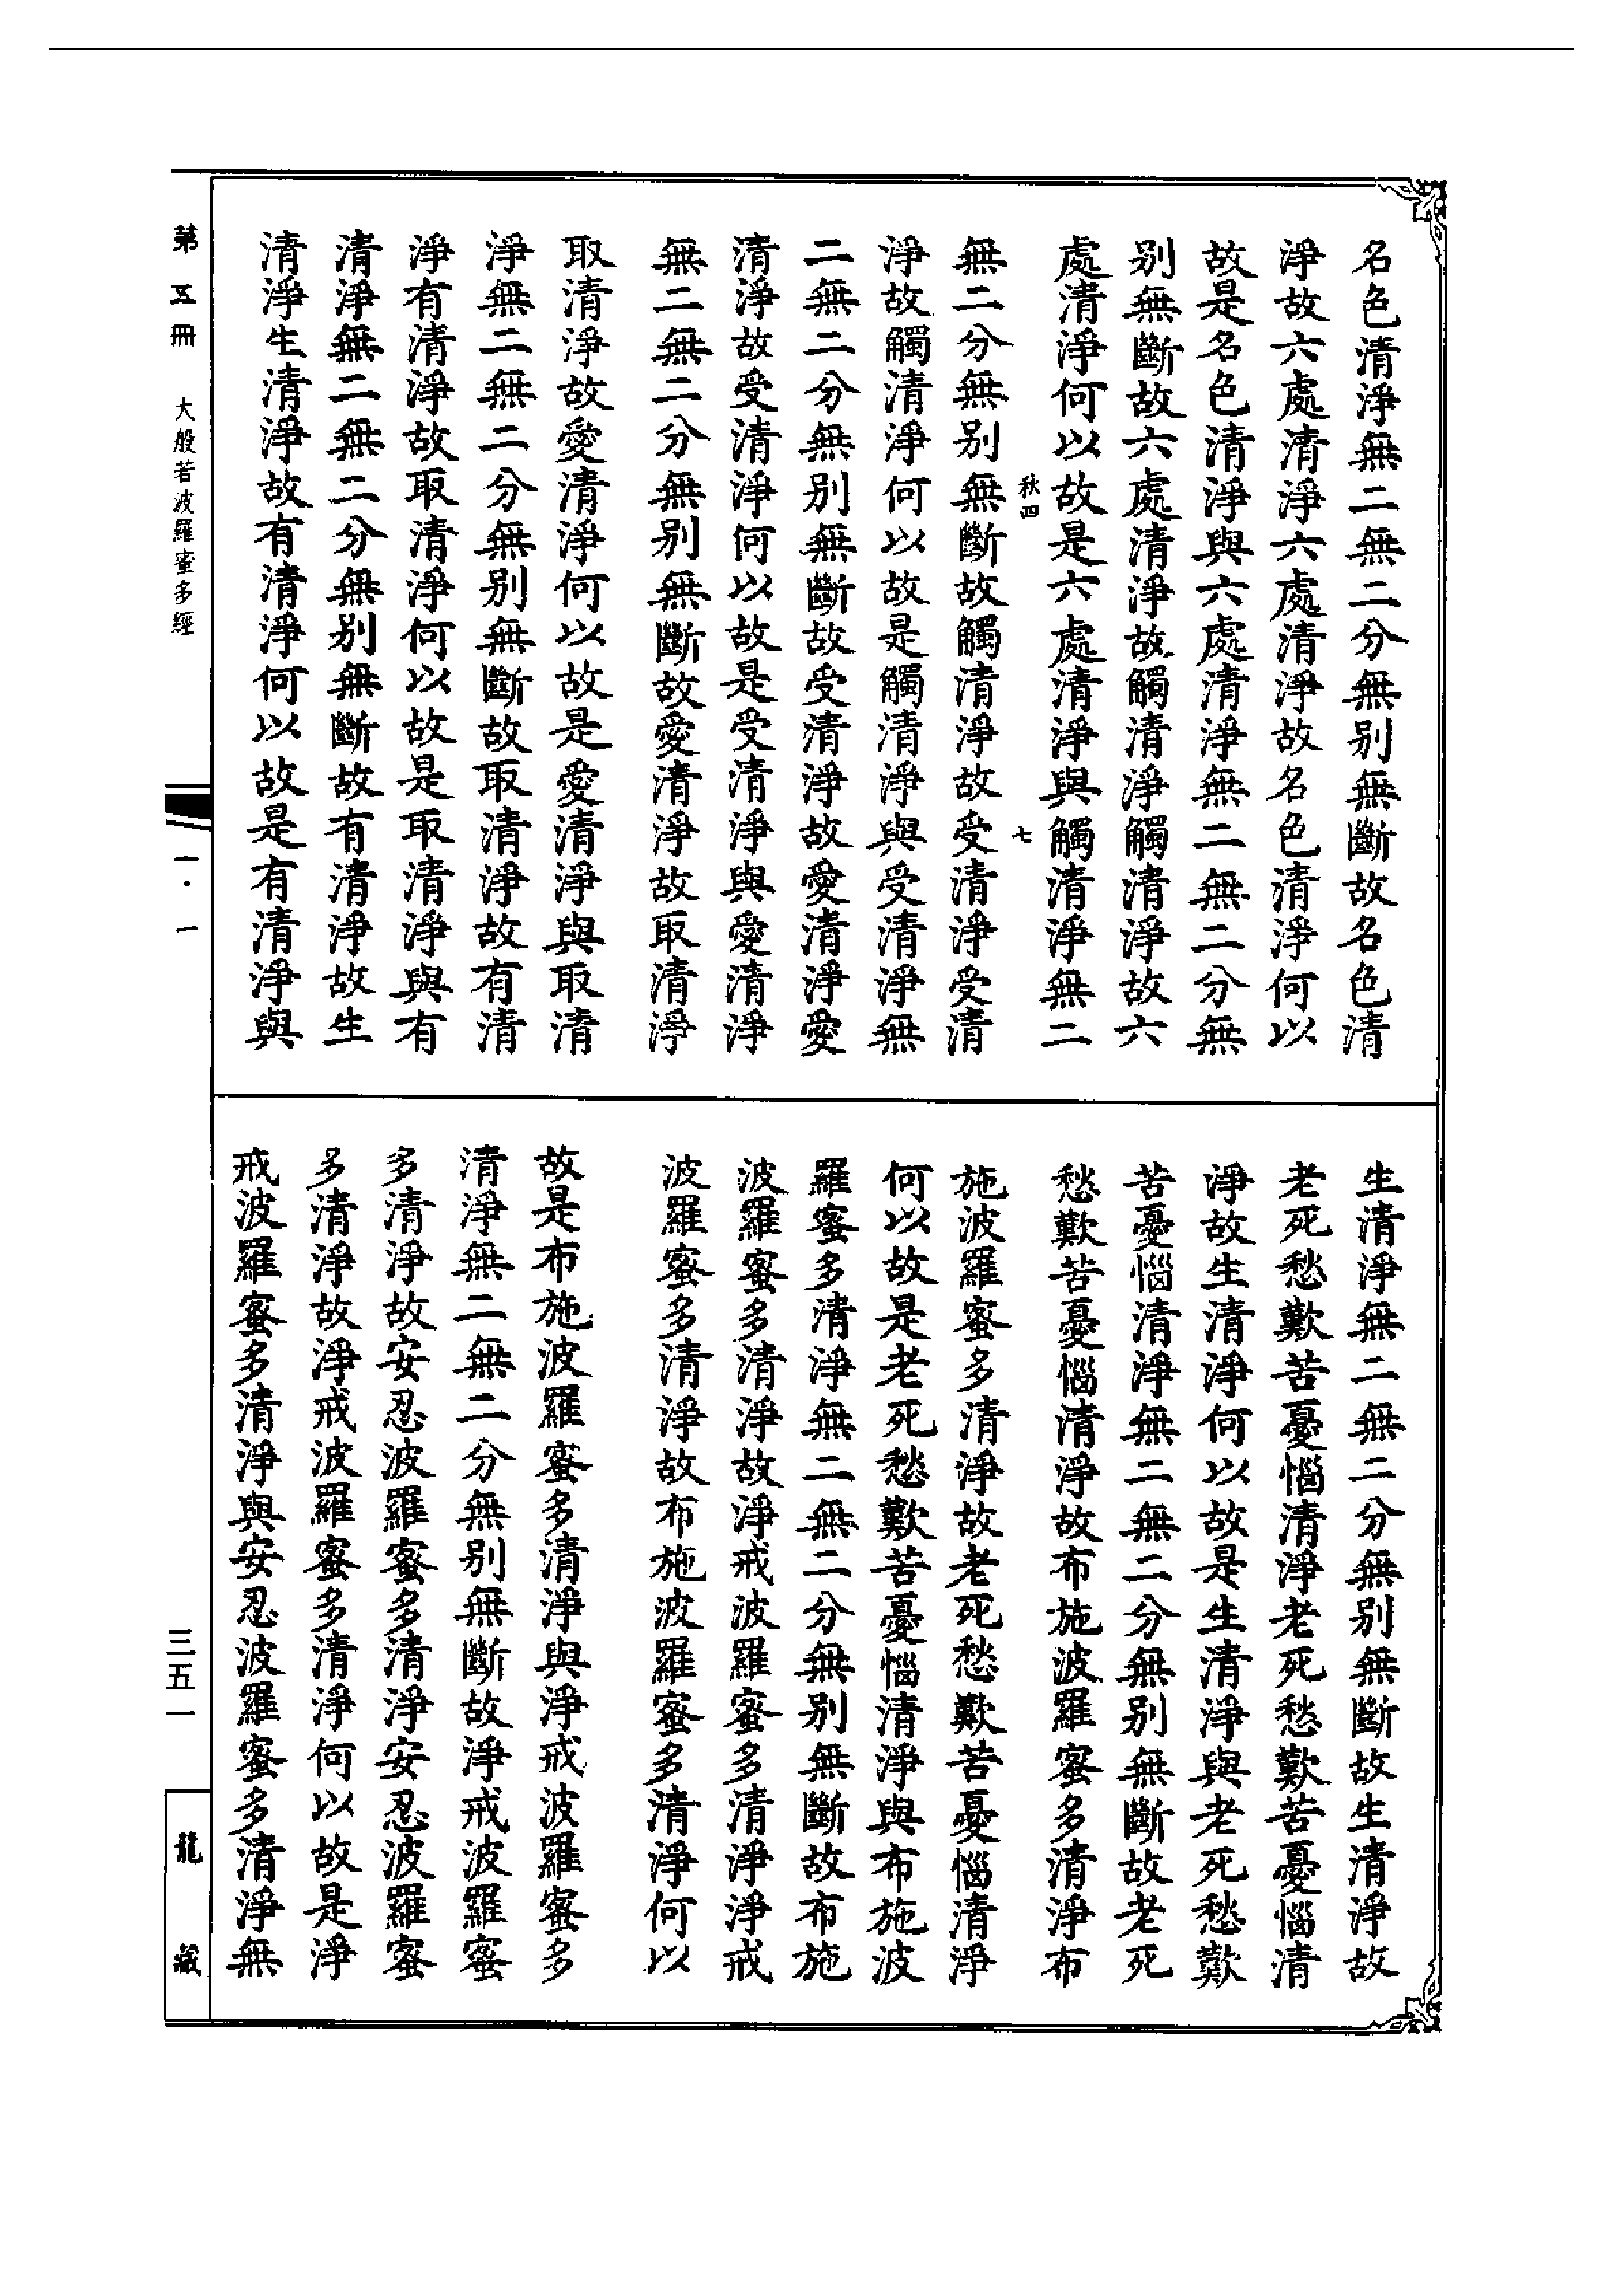 名色清淨無二無二分無別無斷故名色清
淨故六處清淨六處清淨故名色清淨何以
故是名色清淨與六處清淨無二無二分無
別無斷故六處清淨故觸清淨觸清淨故六
處清淨何以故是六處清淨與觸清淨無二
秋四 七
無二分無別無斷故觸清淨故受清淨受清
淨故觸清淨何以故是觸清淨與受清淨無
二無二分無別無斷故受清淨故愛清淨愛
清淨故受清淨何以故是受清淨與愛清淨
無二無二分無別無斷故愛清淨故取清淨
取清淨故愛清淨何以故是愛清淨與取清
淨無二無二分無別無斷故取清淨故有清
淨有清淨故取清淨何以故是取清淨與有
清淨無二無二分無別無斷故有清淨故生
清淨生清淨故有清淨何以故是有清淨與
生清淨無二無二分無別無斷故生清淨故
老死愁歎苦憂惱清淨老死愁歎苦憂惱清
淨故生清淨何以故是生清淨與老死愁歎
苦憂惱清淨無二無二分無別無斷故老死
愁歎苦憂惱清淨故布施波羅蜜多清淨布
施波羅蜜多清淨故老死愁歎苦憂惱清淨
何以故是老死愁歎苦憂惱清淨與布施波
羅蜜多清淨無二無二分無別無斷故布施
波羅蜜多清淨故淨戒波羅蜜多清淨淨戒
波羅蜜多清淨故布施波羅蜜多清淨何以
故是布施波羅蜜多清淨與淨戒波羅蜜多
清淨無二無二分無別無斷故淨戒波羅蜜
多清淨故安忍波羅蜜多清淨安忍波羅蜜
多清淨故淨戒波羅蜜多清淨何以故是淨
戒波羅蜜多清淨與安忍波羅蜜多清淨無
第五冊 大般若波羅蜜多經 一·一 三五一 龍藏